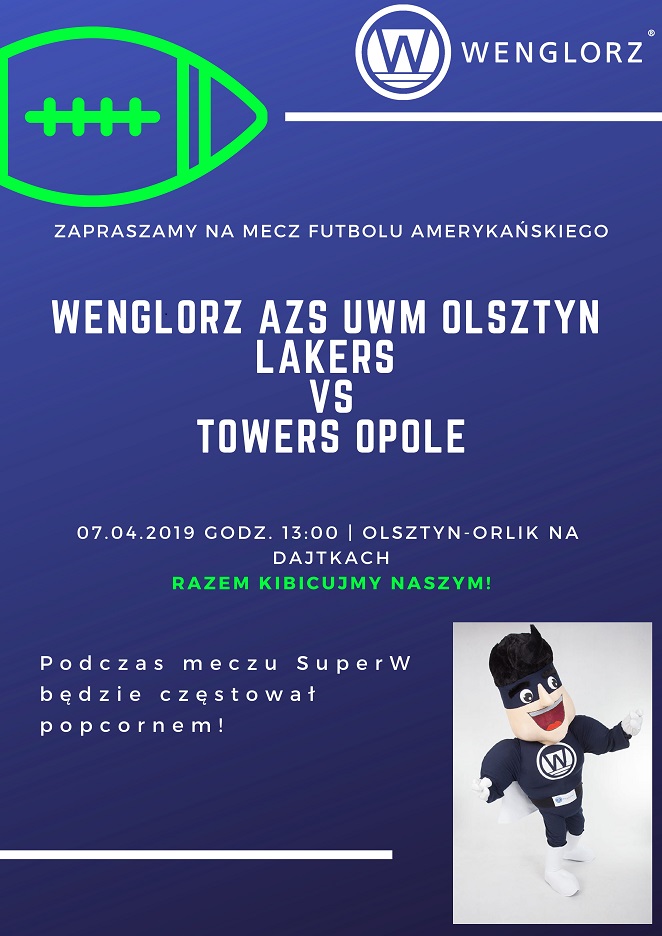 WENGLORZ®
ZAPRASZAMY NA MECZ FUTBOLU AMERYKAŃSKIEGO
WENGLORZ AZS UWM OLSZTYN
LAKERS
VS
TOWERS OPOLE
07.04.2019 GODZ. 13:00 | OLSZTYN-ORLIK NA
DAJTKACH
RAZEM KIBICUJMY NASZYM!
Podczas meczu SuperW
będzie częstował
popcornem!
W